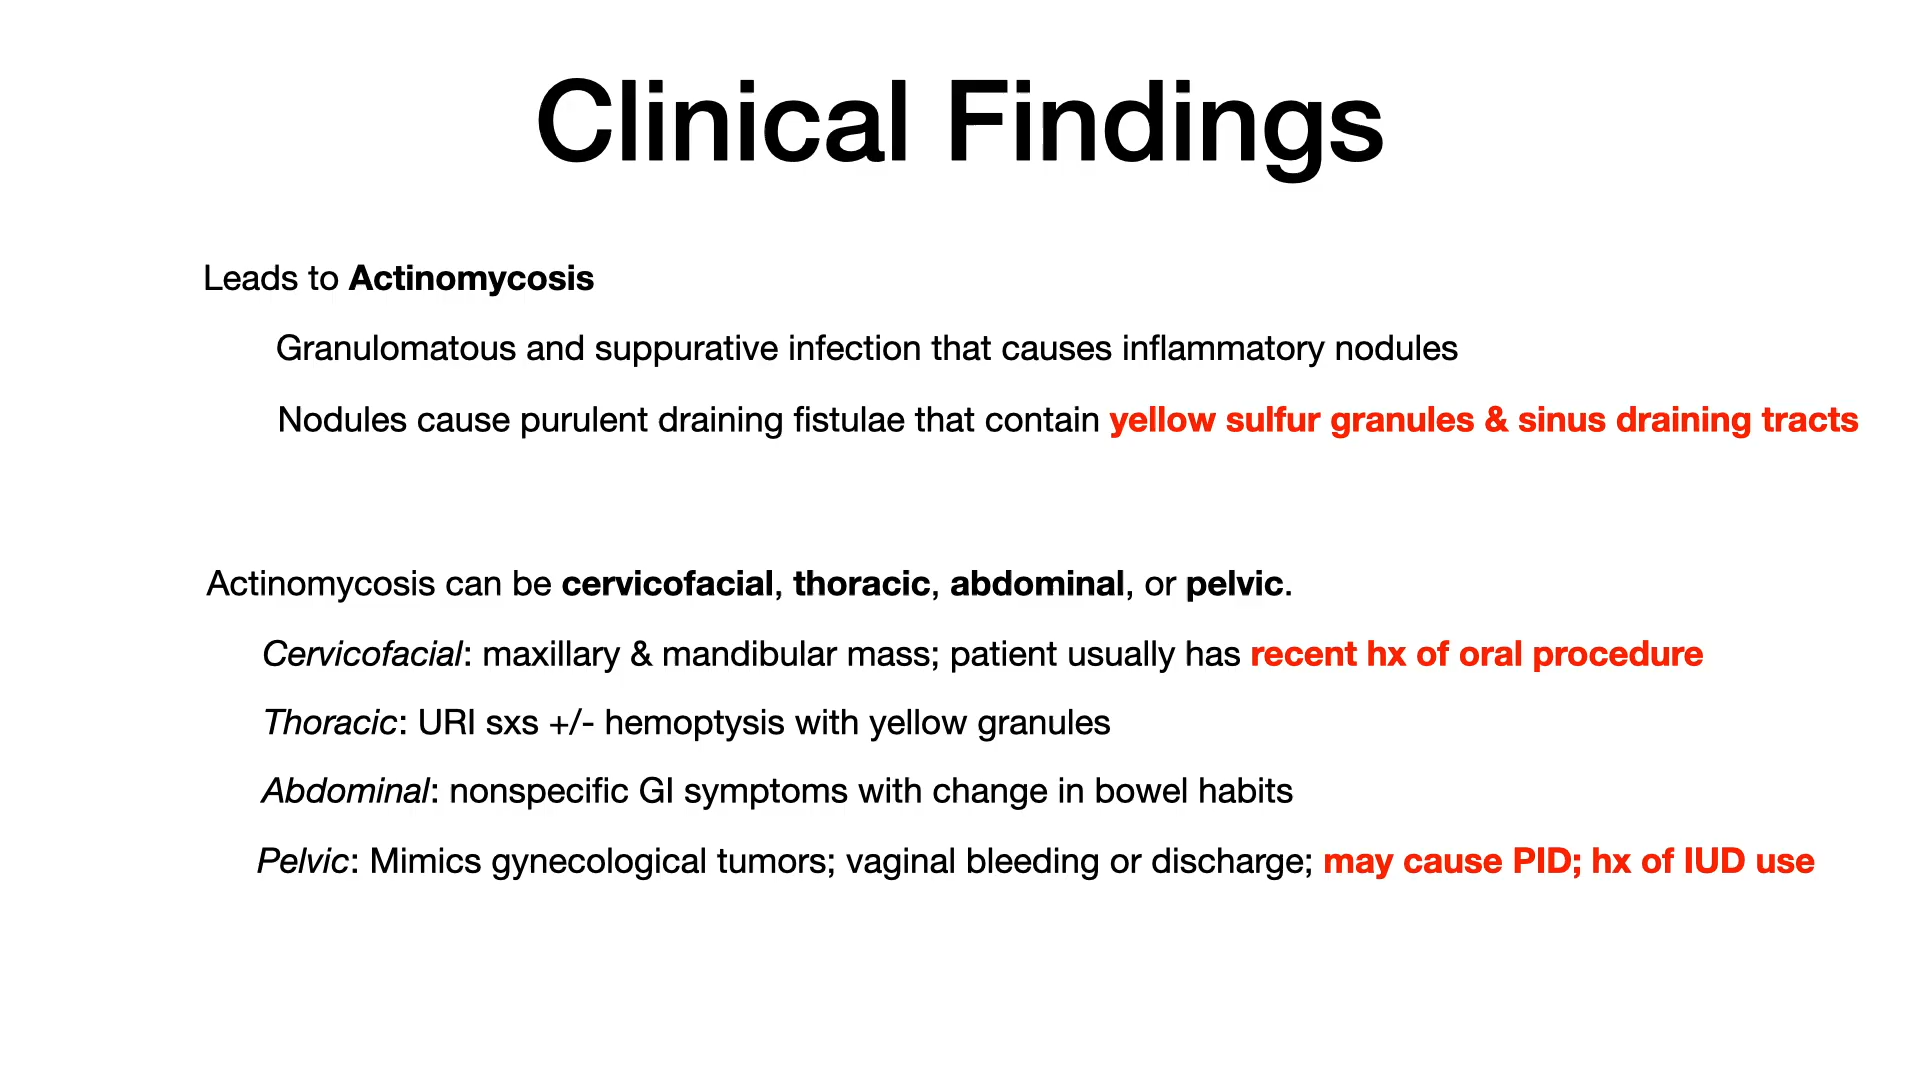 Clinical Findings
Leads to Actinomycosis
Granulomatous and suppurative infection that causes inflammatory nodules
Nodules cause purulent draining fistulae that contain yellow sulfur granules & sinus draining tracts
Actinomycosis can be cervicofacial, thoracic, abdominal, or pelvic.
Cervicofacial: maxillary & mandibular mass; patient usually has recent hx of oral procedure
Thoracic: URI sxs +/- hemoptysis with yellow granules
Abdominal: nonspecific GI symptoms with change in bowel habits
Pelvic: Mimics gynecological tumors; vaginal bleeding or discharge; may cause PID; hx of IUD use